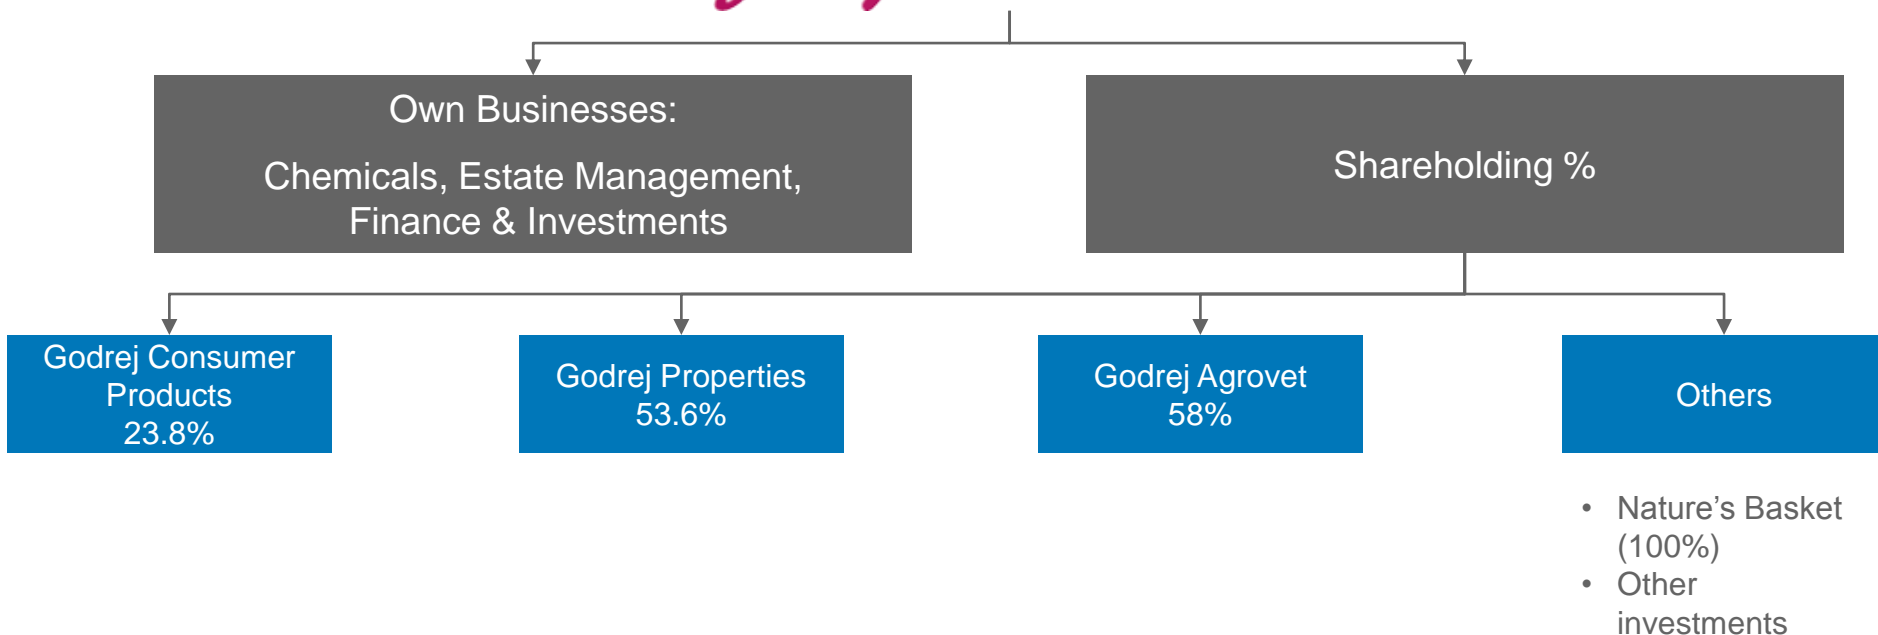 Own Businesses:
Chemicals, Estate Management,
Finance & Investments
Shareholding %
Godrej Consumer
Products
23.8%
Godrej Properties
53.6%
Godrej Agrovet
58%
Others
• Nature’s Basket
(100%)
• Other
investments